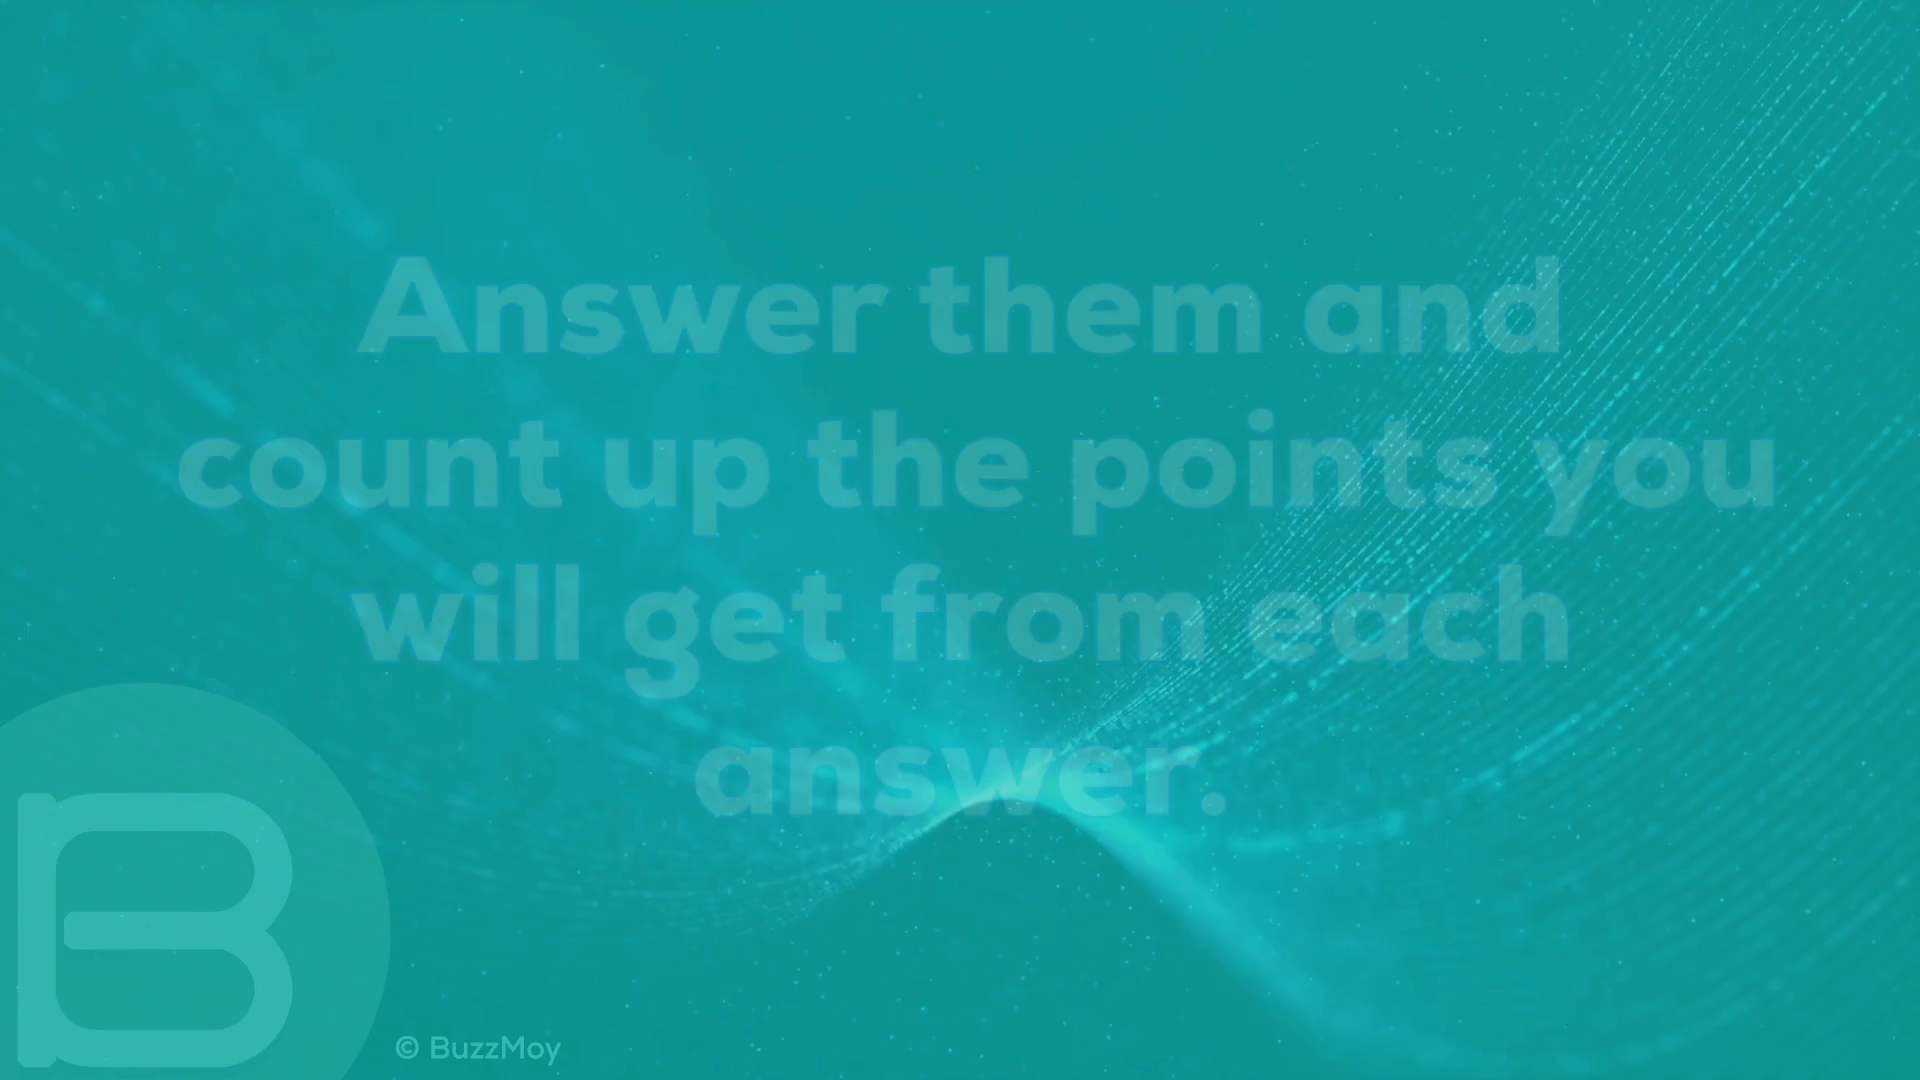 Answer them and
count up the points you
will get from each
answer.
B
© BuzzMoy